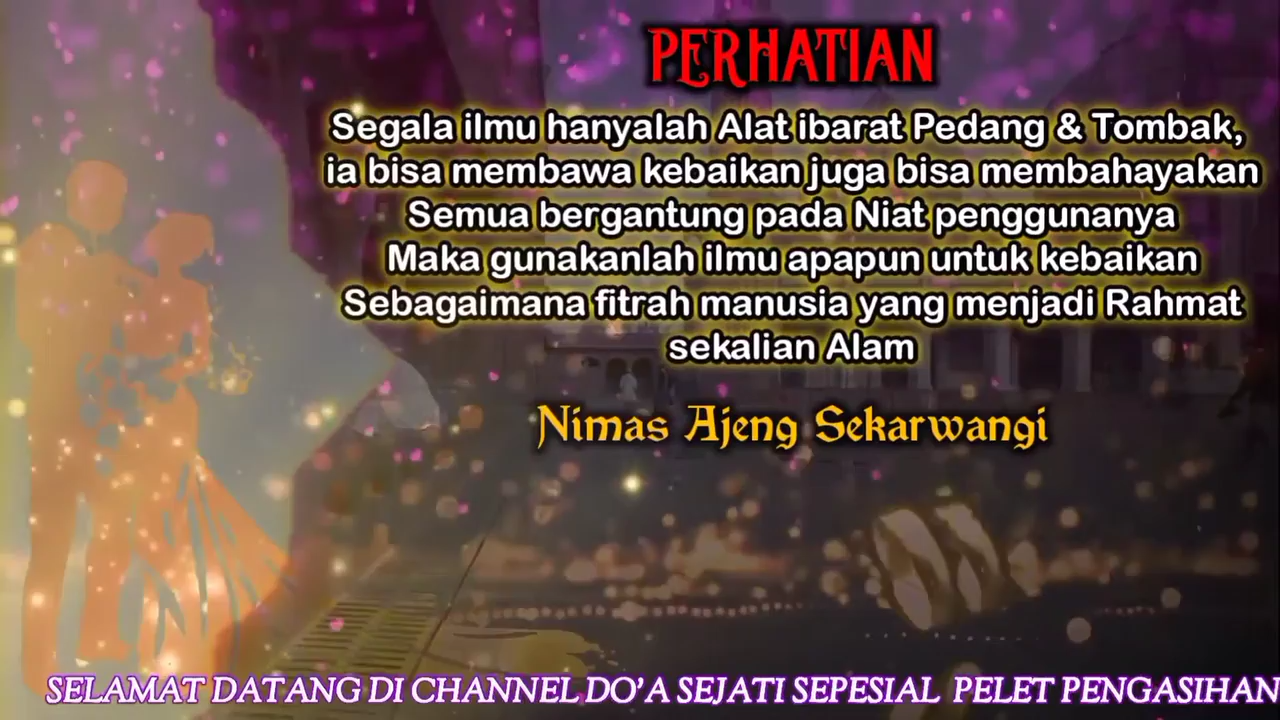 PERHATIAN
Segala ilmu hanyalah Alat ibarat Pedang & Tombak,
ia bisa membawa kebaikan juga bisa membahayakan
Semua bergantung pada Niat penggunanya
Maka gunakanlah ilmu apapun untuk kebaikan
Sebagaimana fitrah manusia yang menjadi Rahmat
sekalian Alam
Nimas Ajeng Sekarwangi
SELAMAT DATANG DI CHANNEL DO'A SEJATI SEPESIAL PELET PENGASIHAN